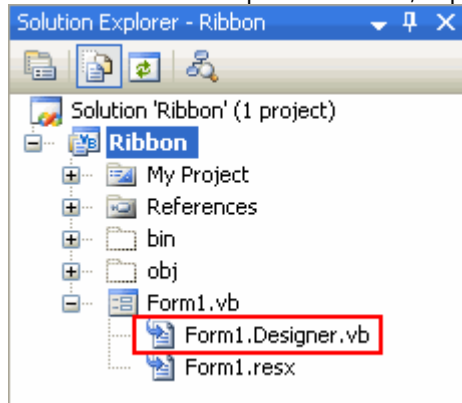 Solution Explorer - Ribbon
Solution 'Ribbon' (1 project)
Ribbon
My Project
References
bin
obj
Form1.vb
Form1.Designer.vb
Form1.resx